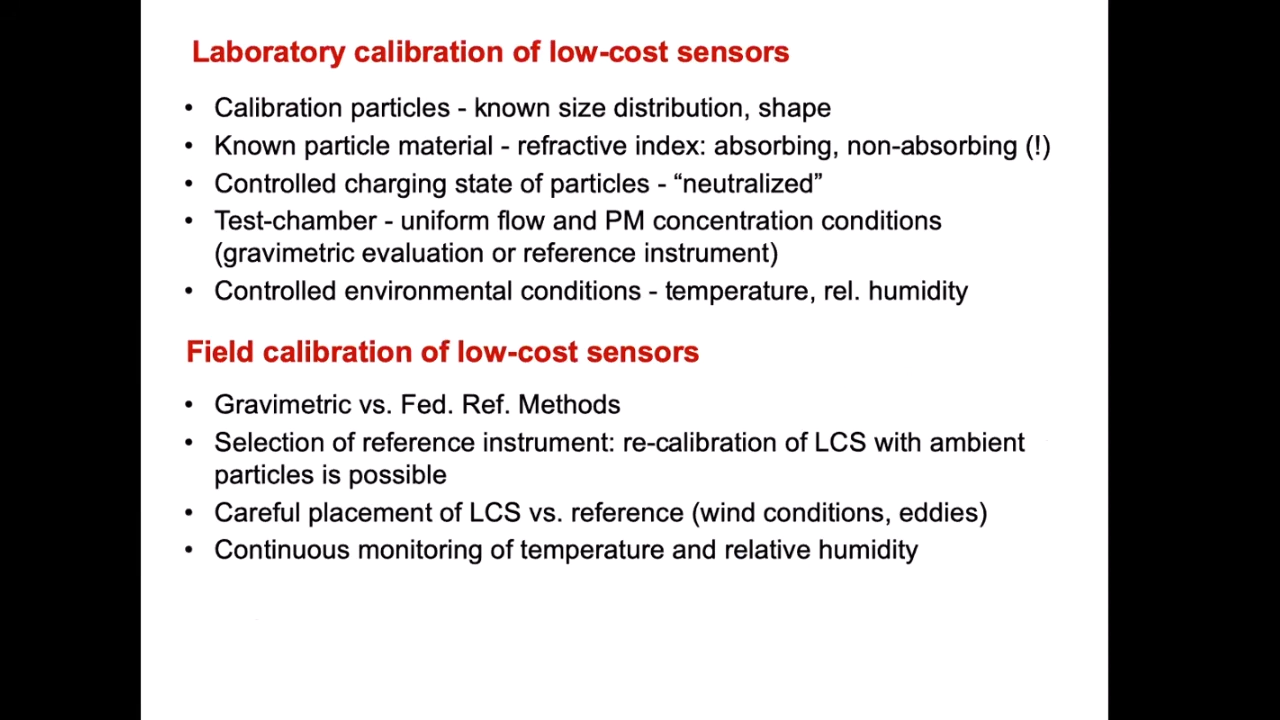 Laboratory calibration of low-cost sensors
• Calibration particles - known size distribution, shape
• Known particle material - refractive index: absorbing, non-absorbing (!)
• Controlled charging state of particles - “neutralized”
• Test-chamber - uniform flow and PM concentration conditions
(gravimetric evaluation or reference instrument)
• Controlled environmental conditions - temperature, rel. humidity
Field calibration of low-cost sensors
• Gravimetric vs. Fed. Ref. Methods
• Selection of reference instrument: re-calibration of LCS with ambient
particles is possible
• Careful placement of LCS vs. reference (wind conditions, eddies)
• Continuous monitoring of temperature and relative humidity